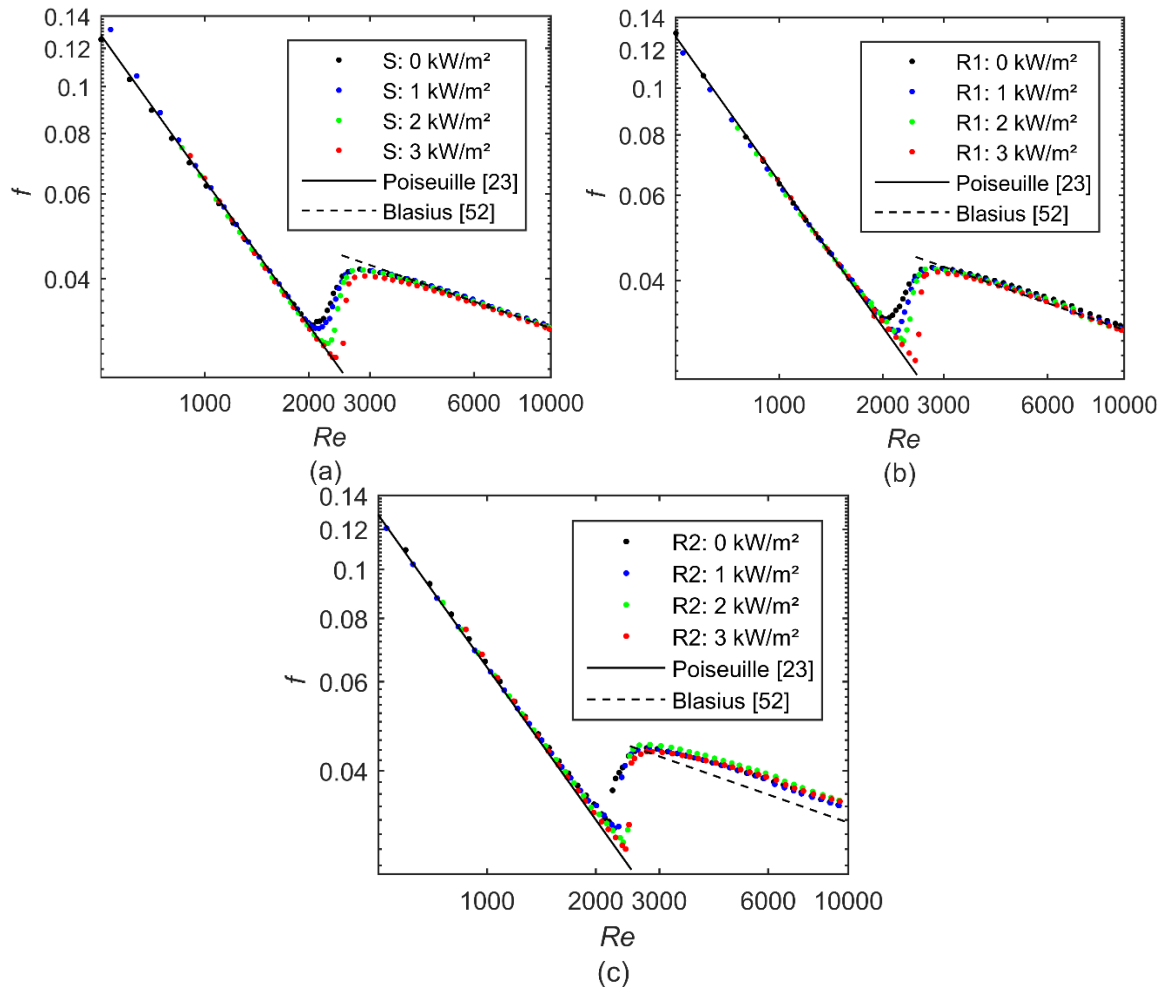 0.14
0.12
0.1
0.08
0.06
0.04
f
S: 0 kW/m²
S: 1 kW/m²
S: 2 kW/m²
S: 3 kW/m²
Poiseuille [23]
Blasius [52]
1000 2000 3000 6000 10000
Re
(a)
0.14
0.12
0.1
0.08
0.06
0.04
f
R1: 0 kW/m²
R1: 1 kW/m²
R1: 2 kW/m²
R1: 3 kW/m²
Poiseuille [23]
Blasius [52]
1000 2000 3000 6000 10000
Re
(b)
0.14
0.12
0.1
0.08
0.06
0.04
f
R2: 0 kW/m²
R2: 1 kW/m²
R2: 2 kW/m²
R2: 3 kW/m²
Poiseuille [23]
Blasius [52]
1000 2000 3000 6000 10000
Re
(c)